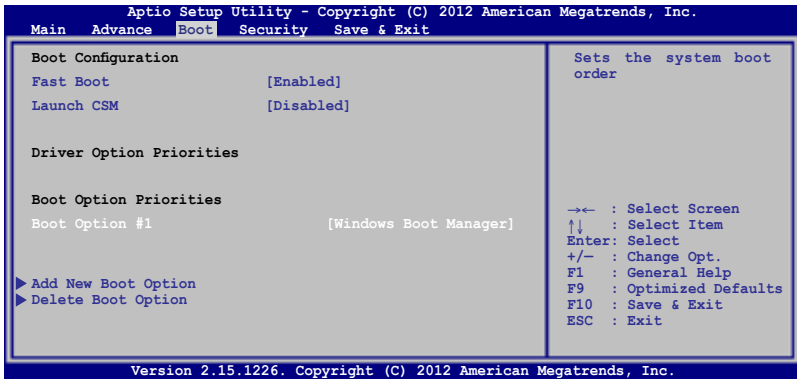 Aptio Setup Utility - Copyright (C) 2012 American Megatrends, Inc.
Main Advance Boot Security Save & Exit
Boot Configuration
Fast Boot [Enabled]
Launch CSM [Disabled]
Driver Option Priorities
Boot Option Priorities
Boot Option #1 [Windows Boot Manager]
Add New Boot Option
Delete Boot Option
Sets the system boot
order
→← : Select Screen
↑↓ : Select Item
Enter: Select
+/— : Change Opt.
F1 : General Help
F9 : Optimized Defaults
F10 : Save & Exit
ESC : Exit
Version 2.15.1226. Copyright (C) 2012 American Megatrends, Inc.